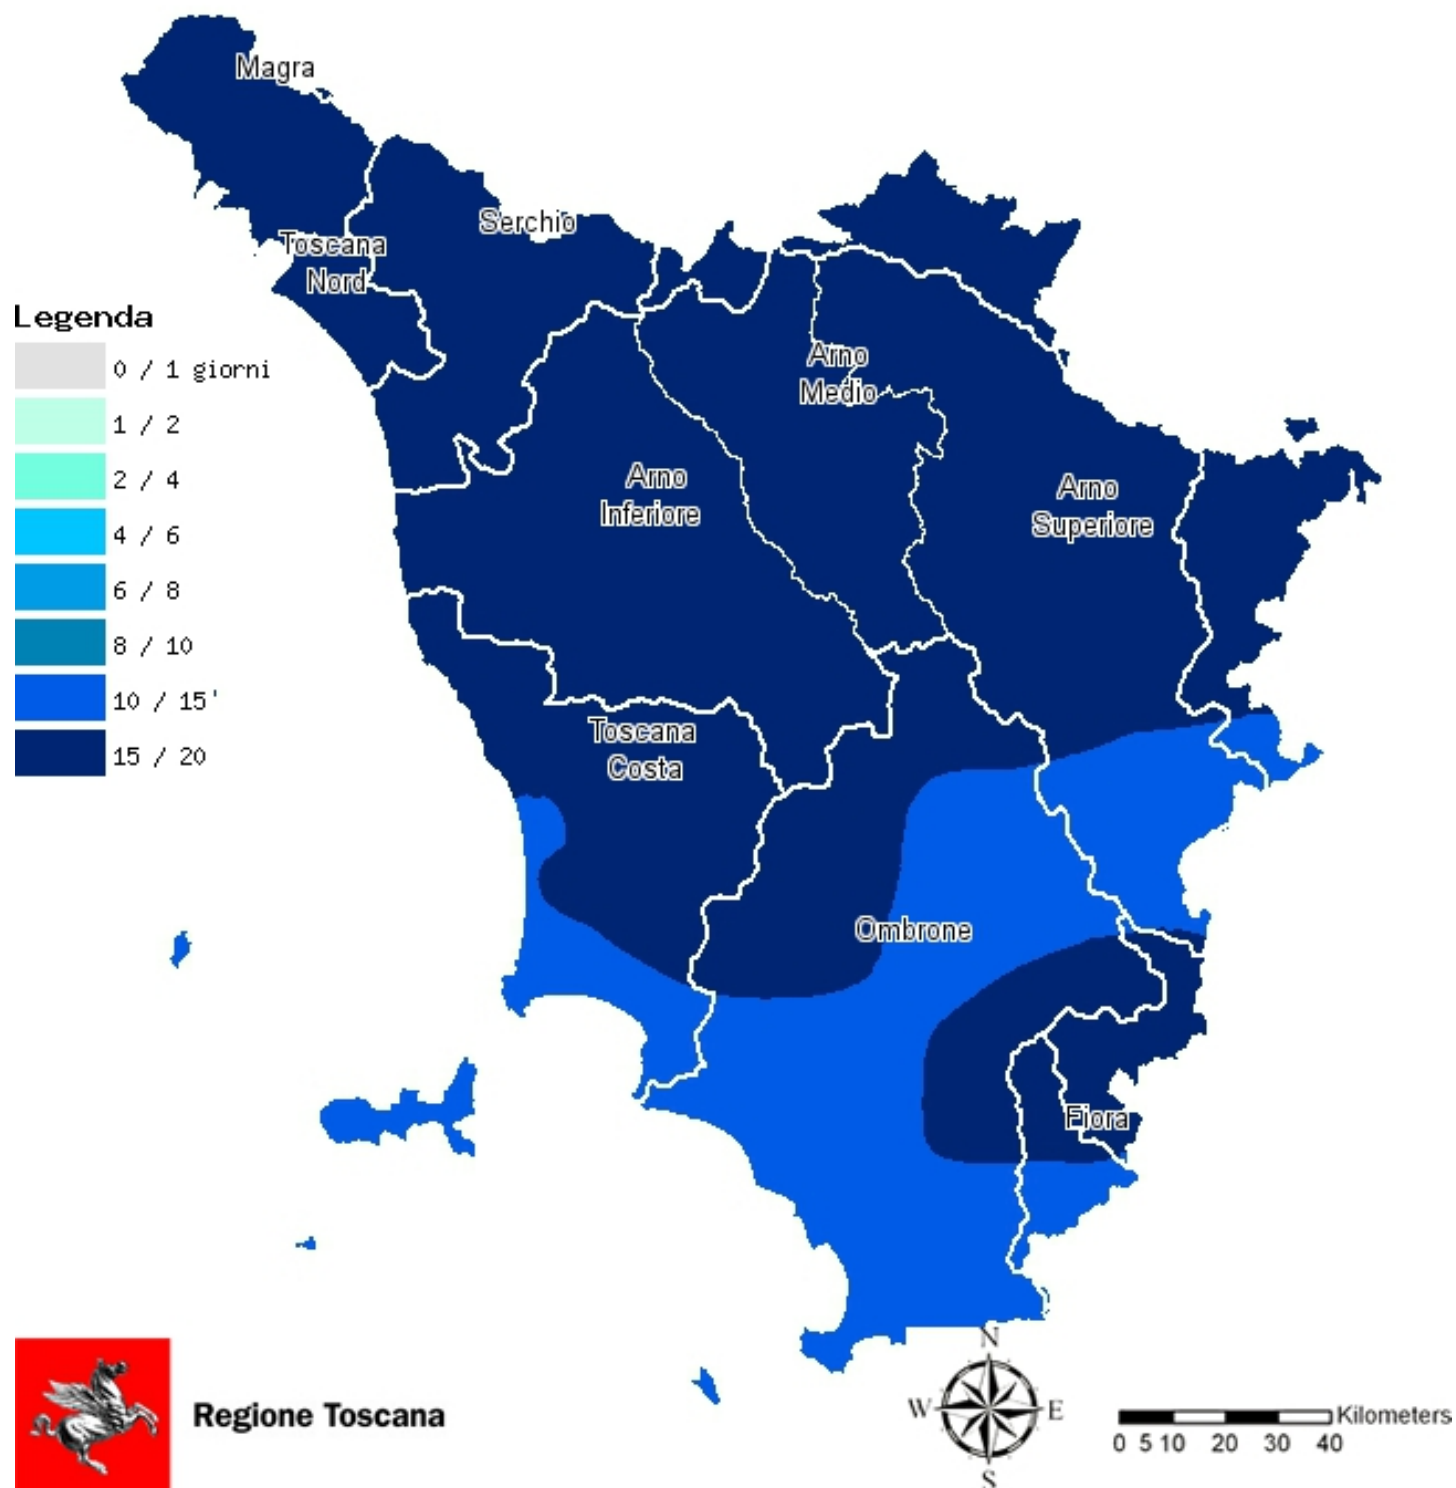 Magra
Serchio
Toscana
Nord
Legenda
0 / 1 giorni
1 / 2
2 / 4
4 / 6
6 / 8
8 / 10
10 / 15'
15 / 20
Arno
Medio
Arno
Inferiore
Arno
Superiore
Toscana
Costa
Ombrone
Fiora
Regione Toscana
N
W E
S
Kilometers
0 5 10 20 30 40